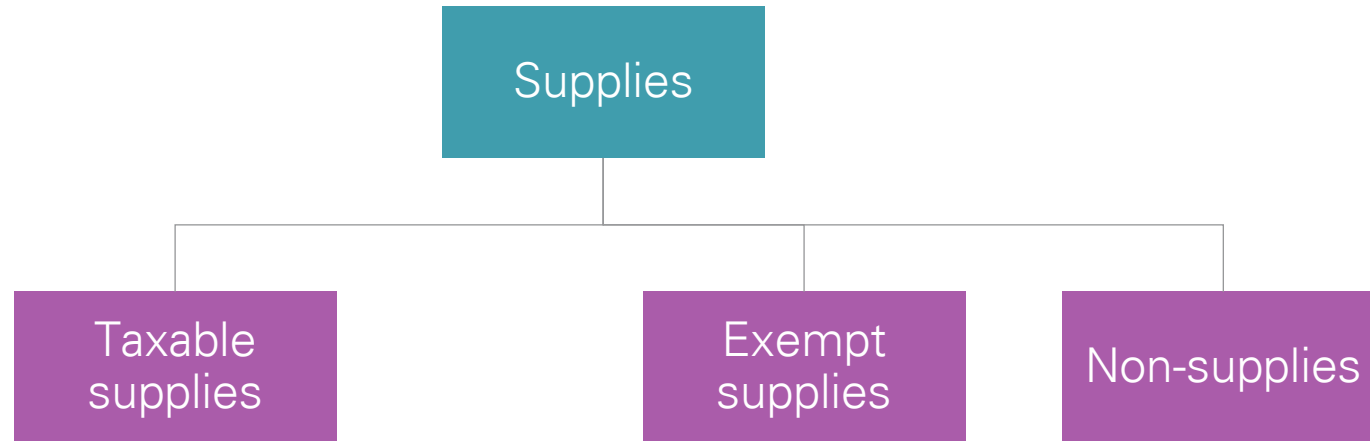 Supplies
Taxable
supplies
Exempt
supplies
Non-supplies